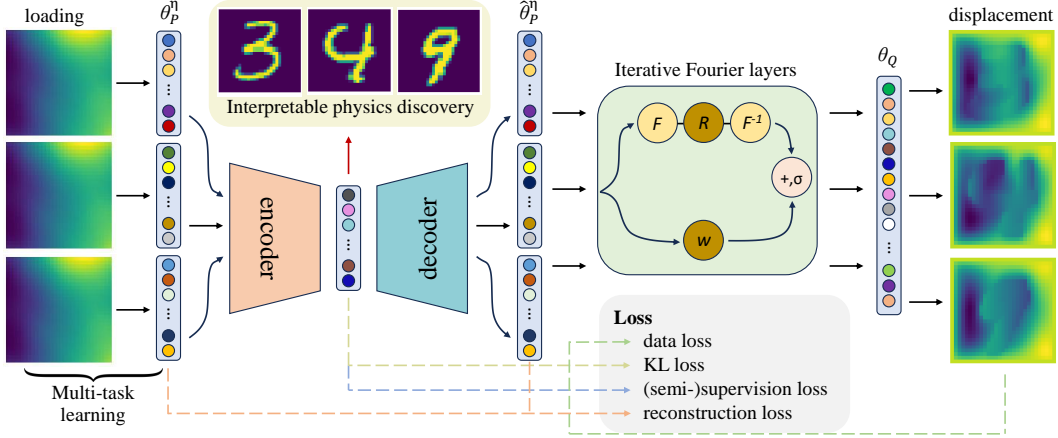 loading
θ_P^η
θ̂_P^η
displacement
θ_Q
3 4 9
Interpretable physics discovery
Iterative Fourier layers
F
R
F⁻¹
+,σ
w
encoder
decoder
...
Multi-task
learning
Loss
data loss
KL loss
(semi-)supervision loss
reconstruction loss